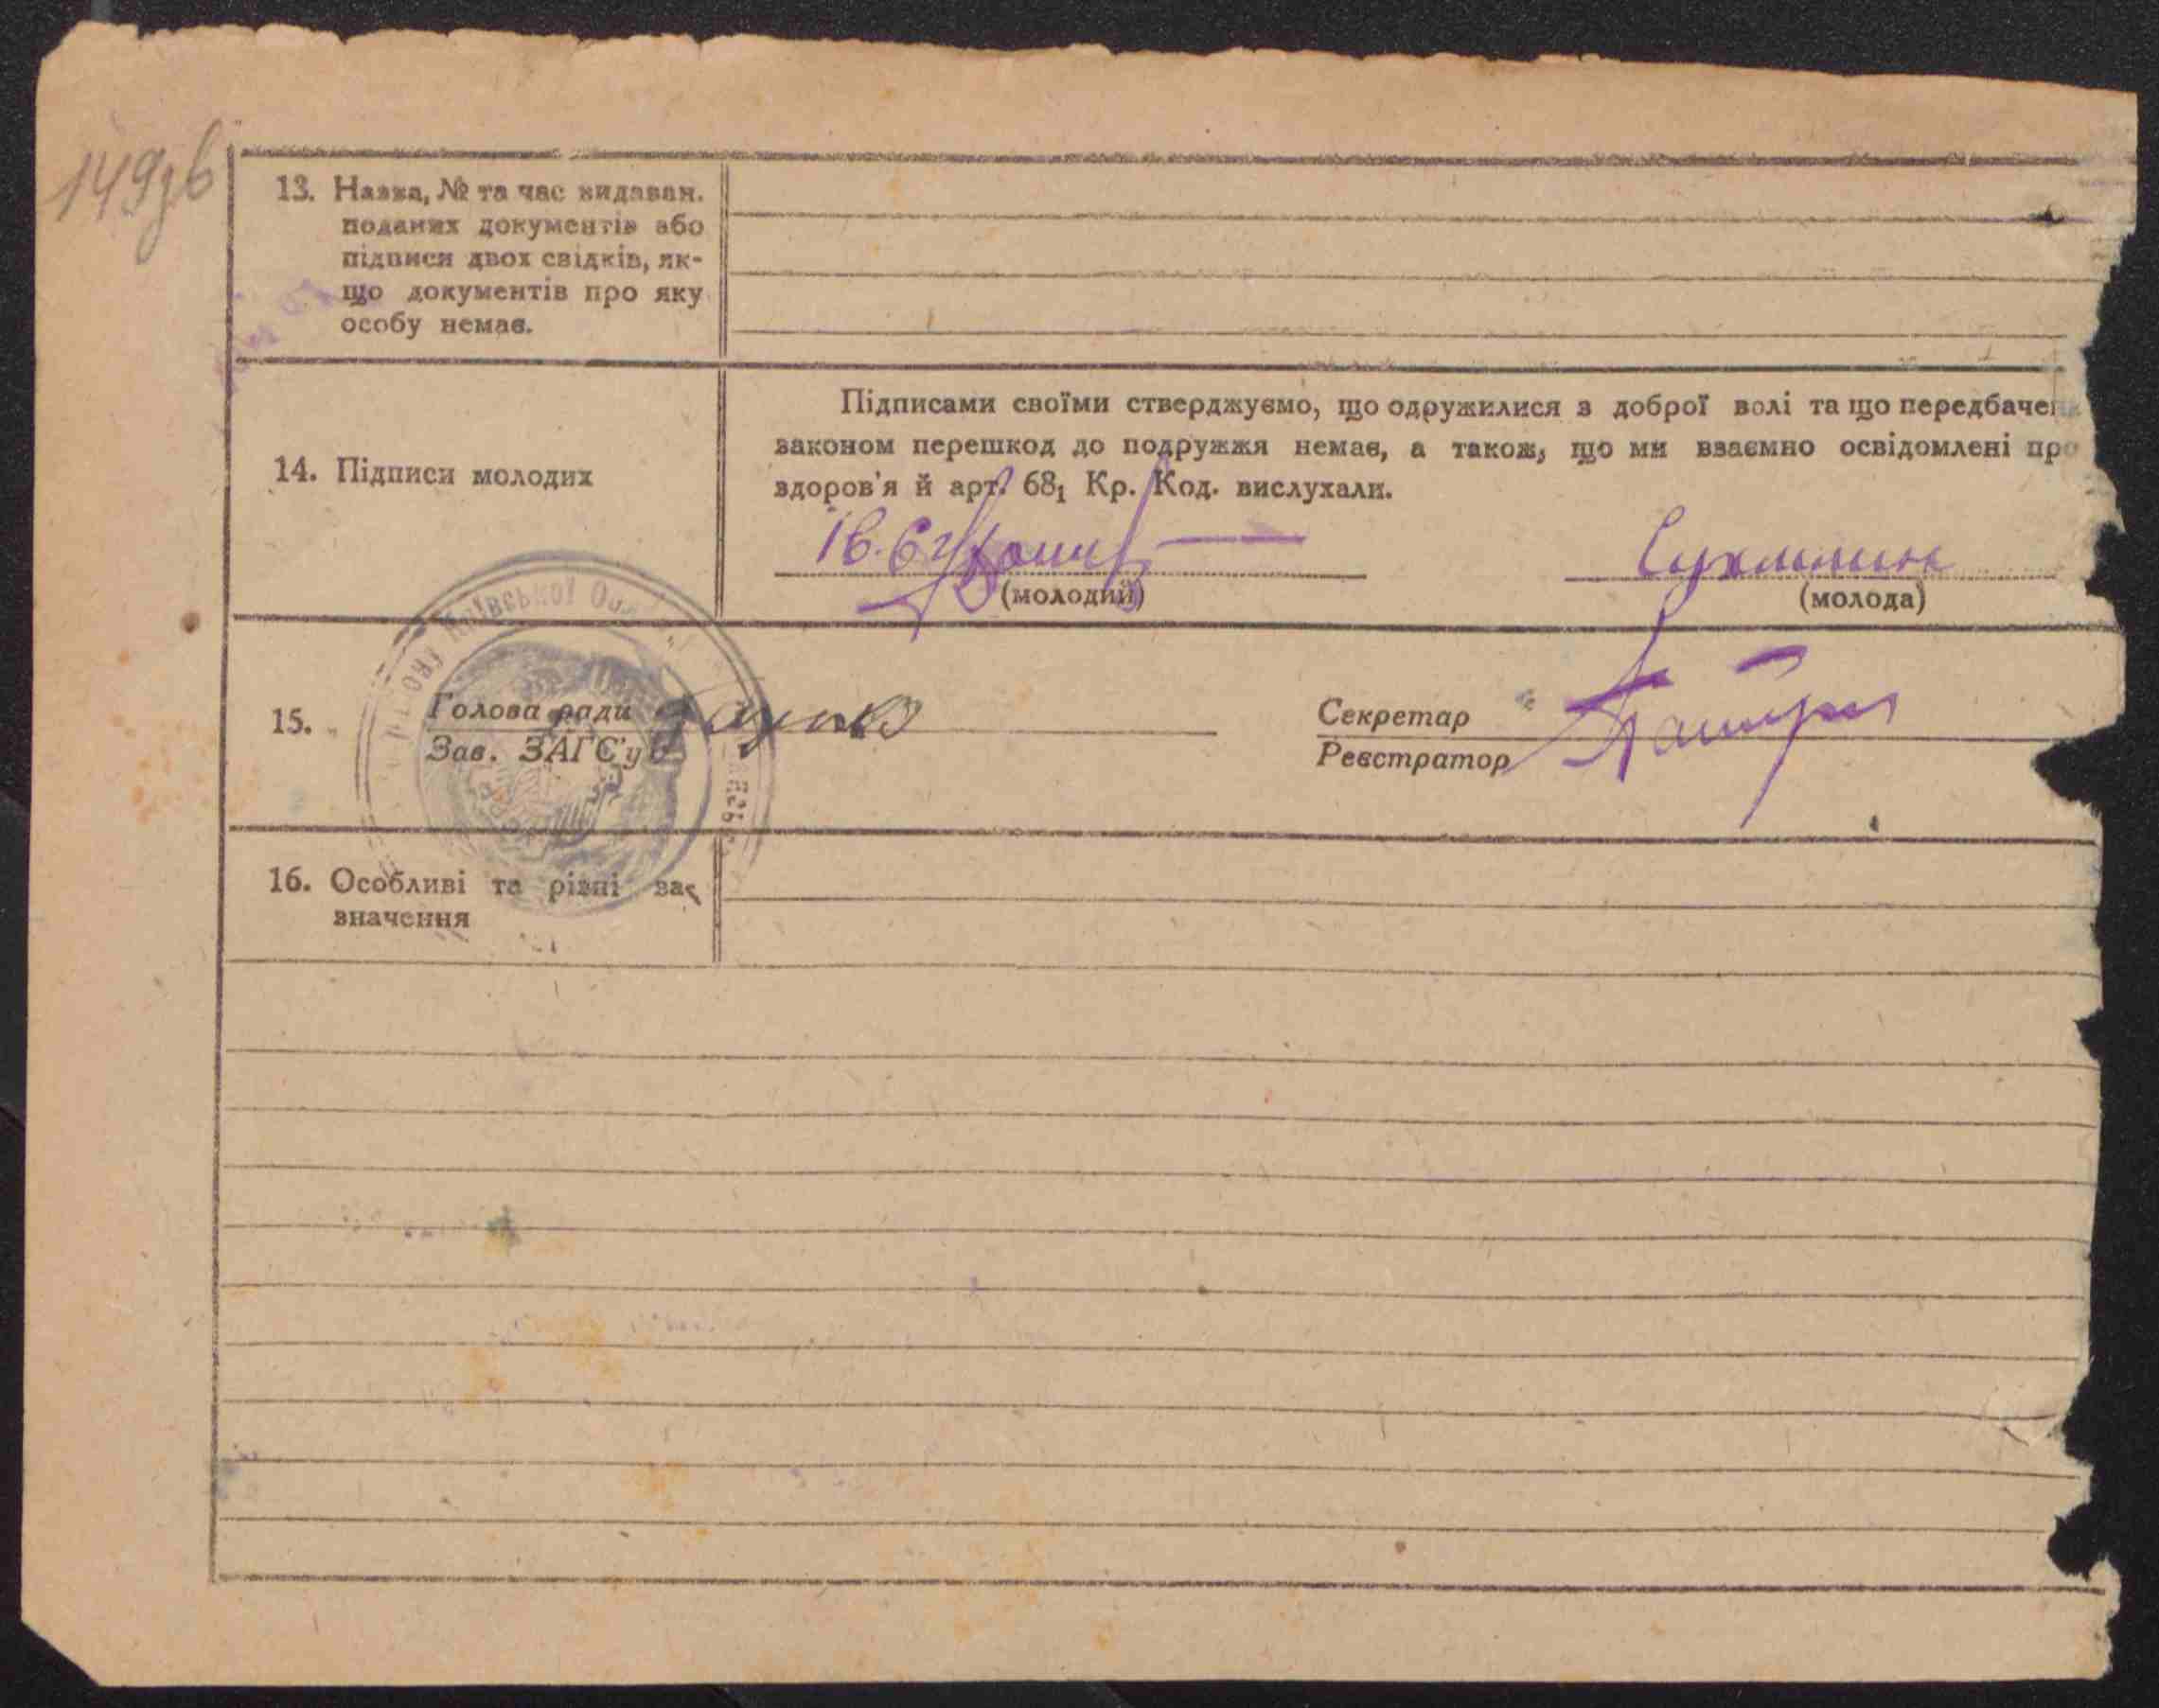 149зв
13. Назва, № та час видаван.
поданих документів або
підписи двох свідків, як-
що документів про яку
особу немає.
14. Підписи молодих
Підписами своїми стверджуємо, що одружилися з доброї волі та що передбачен
законом перешкод до подружжя немає, а також, що ми взаємно освідомлені про
здоров'я й арт. 68₁ Кр. Код. вислухали.
(молодий)
(молода)
Київської
15.
Голова ради
Зав. ЗАГС'у
Секретар
Реєстратор
16. Особливі та різні за-
значення